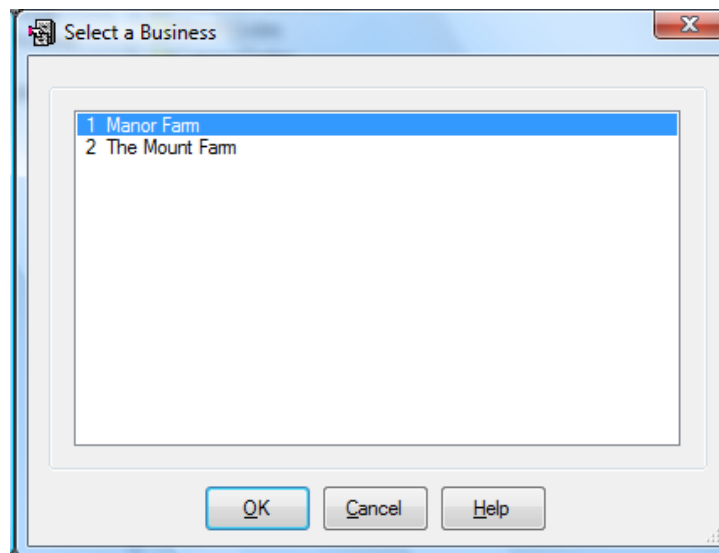 Select a Business
1 Manor Farm
2 The Mount Farm
OK
Cancel
Help